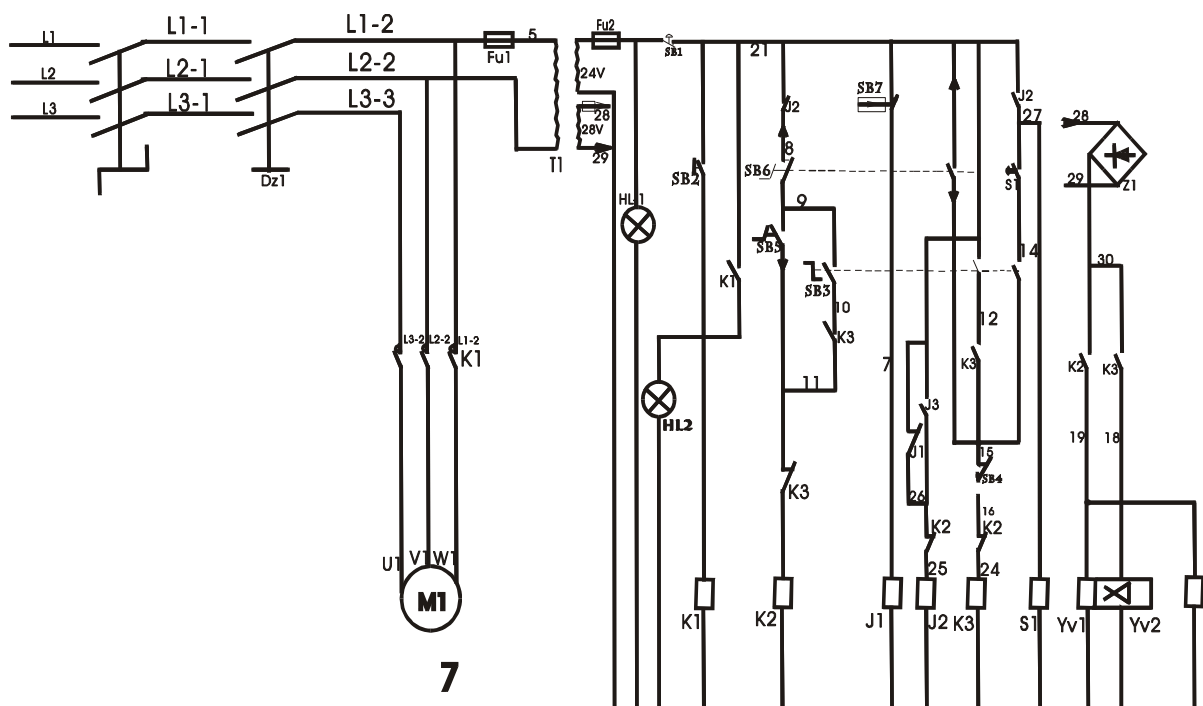 L1 L1-1 L1-2 Fu1 5 Fu2 SB1 21
L2 L2-1 L2-2 24V SB7 J2
L3 L3-1 L3-3 28 J2 27 28
28V
T1 29 8
Dz1 SB2 SB6 S1 29 Z1
HL-1 9
SB5 14
K1 SB3 30
10 12
L3-2 L2-2 L1-2 K1 K3 7 K3 K2 K3
11
HL2 J3
J1 15 19 18
K3 SB4
26 16
K2 K2
U1 V1 W1 25 24
M1
K1 K2 J1 J2 K3 S1 Yv1 Yv2
7